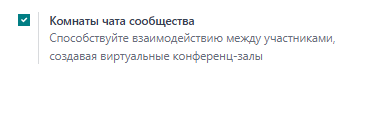 Комнаты чата сообщества
Способствуйте взаимодействию между участниками,
создавая виртуальные конференц-залы